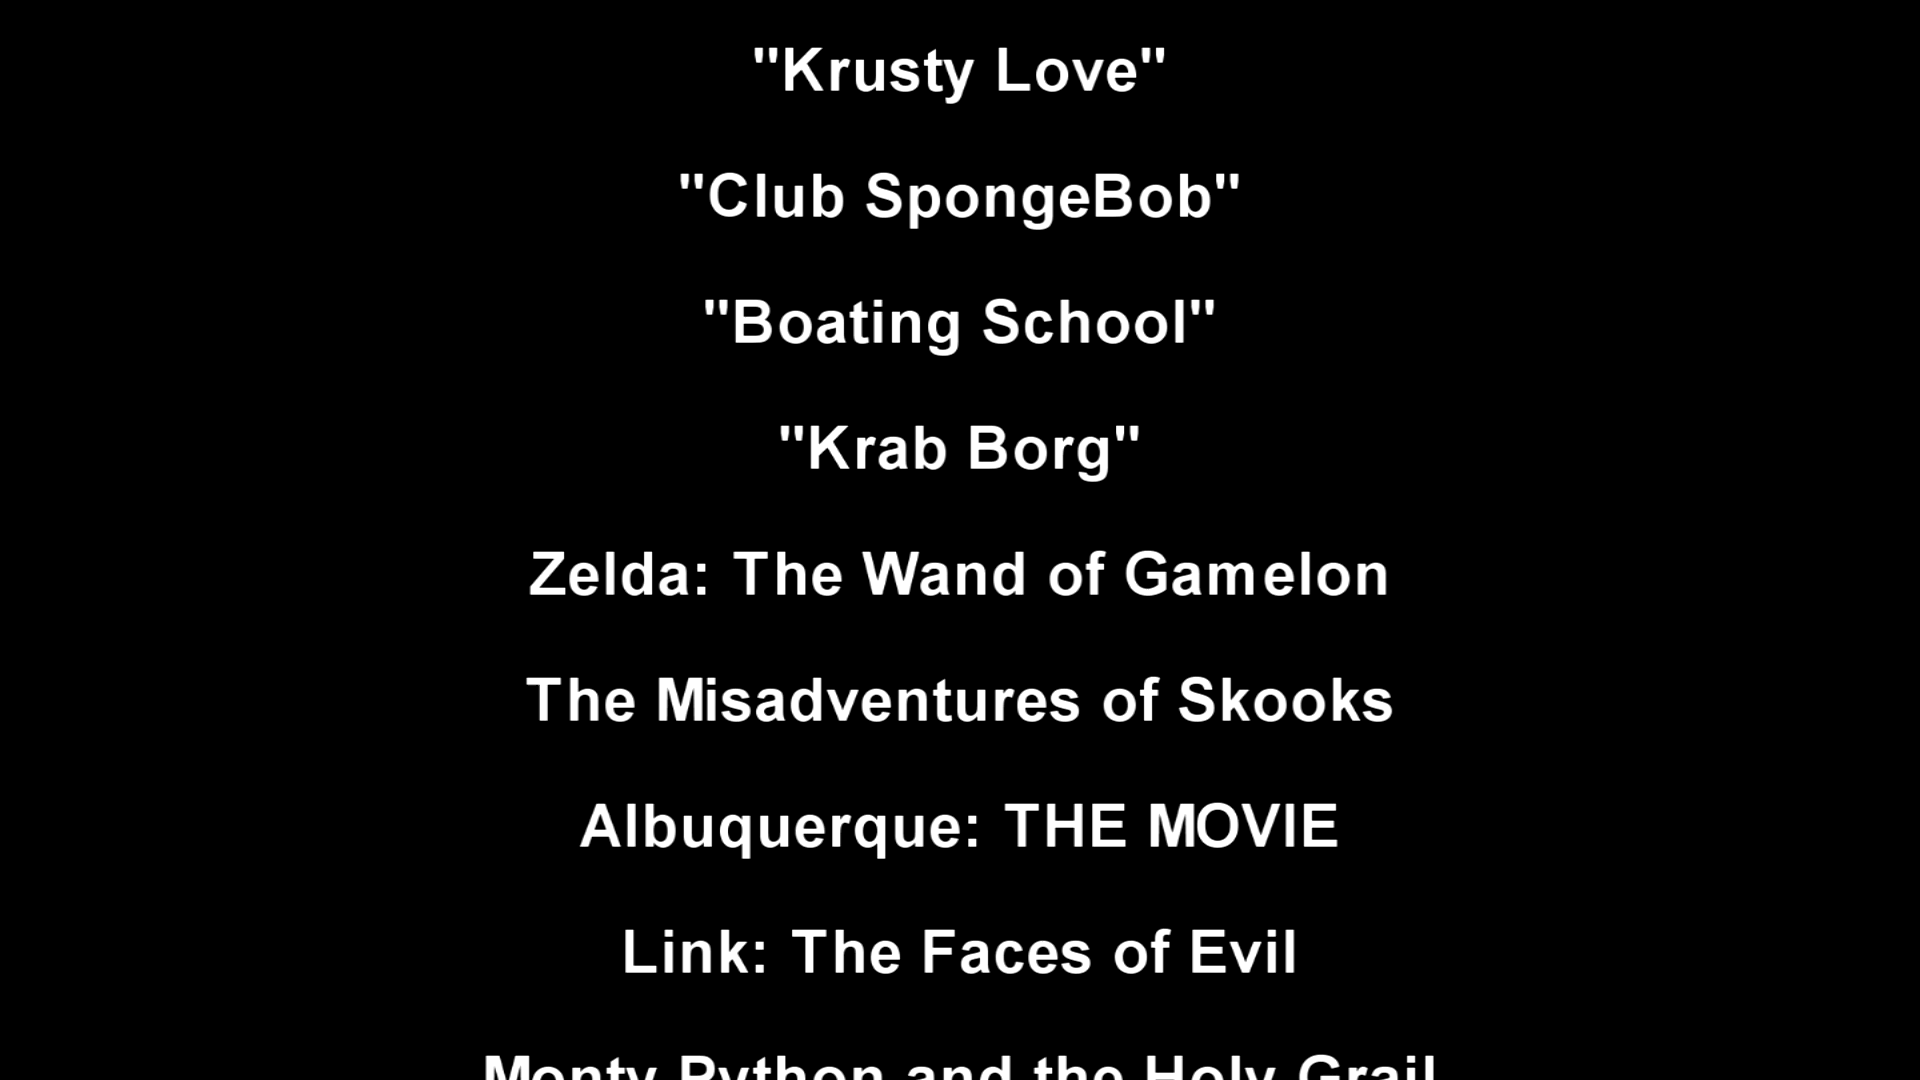 "Krusty Love"
"Club SpongeBob"
"Boating School"
"Krab Borg"
Zelda: The Wand of Gamelon
The Misadventures of Skooks
Albuquerque: THE MOVIE
Link: The Faces of Evil
Monty Python and the Holy Grail